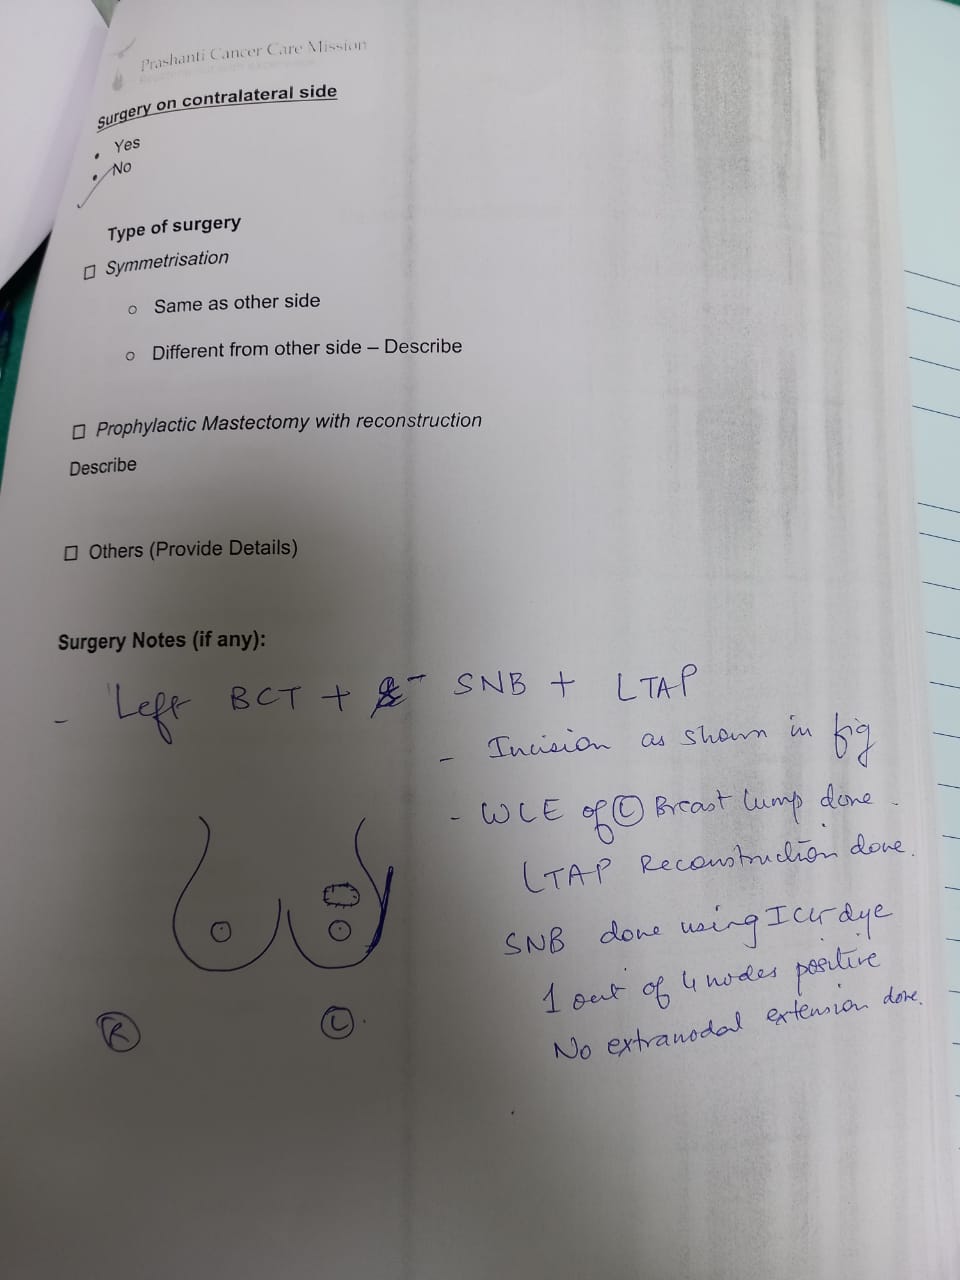 Prashanti Cancer Care Mission
Surgery on contralateral side
• Yes
• No
Type of surgery
□ Symmetrisation
○ Same as other side
○ Different from other side – Describe
□ Prophylactic Mastectomy with reconstruction
Describe
□ Others (Provide Details)
Surgery Notes (if any):
- Left BCT + SNB + LTAP
- Incision as shown in fig
- WLE of Ⓛ Breast lump done.
LTAP Reconstruction done.
SNB done using ICG dye
1 out of 4 nodes positive
No extranodal extension done.
Ⓡ Ⓛ